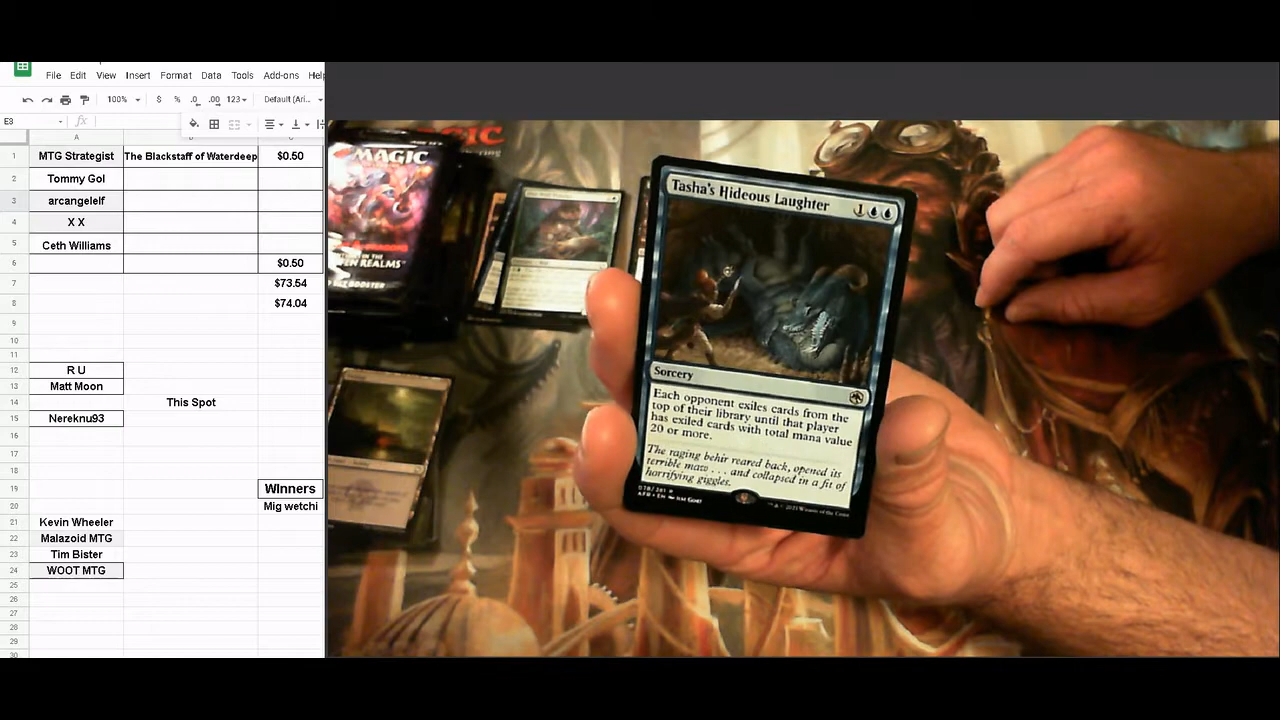 File Edit View Insert Format Data Tools Add-ons Help
100% $ % .0 .00 123 Default (Ari...
E3 fx
A
1 MTG Strategist The Blackstaff of Waterdeep $0.50
2 Tommy Gol
3 arcangelelf
4 X X
5 Ceth Williams
6 $0.50
7 $73.54
8 $74.04
9
10
11
12 R U
13 Matt Moon
14 This Spot
15 Nereknu93
16
17
18
19 Winners
20 Mig wetchi
21 Kevin Wheeler
22 Malazoid MTG
23 Tim Bister
24 WOOT MTG
25
26
27
28
29
30
MAGIC
REALMS
Tasha's Hideous Laughter 1
Sorcery
Each opponent exiles cards from the
top of their library until that player
has exiled cards with total mana value
20 or more.
The raging behir reared back, opened its
terrible maw . . . and collapsed in a fit of
horrifying giggles.
078/281 R